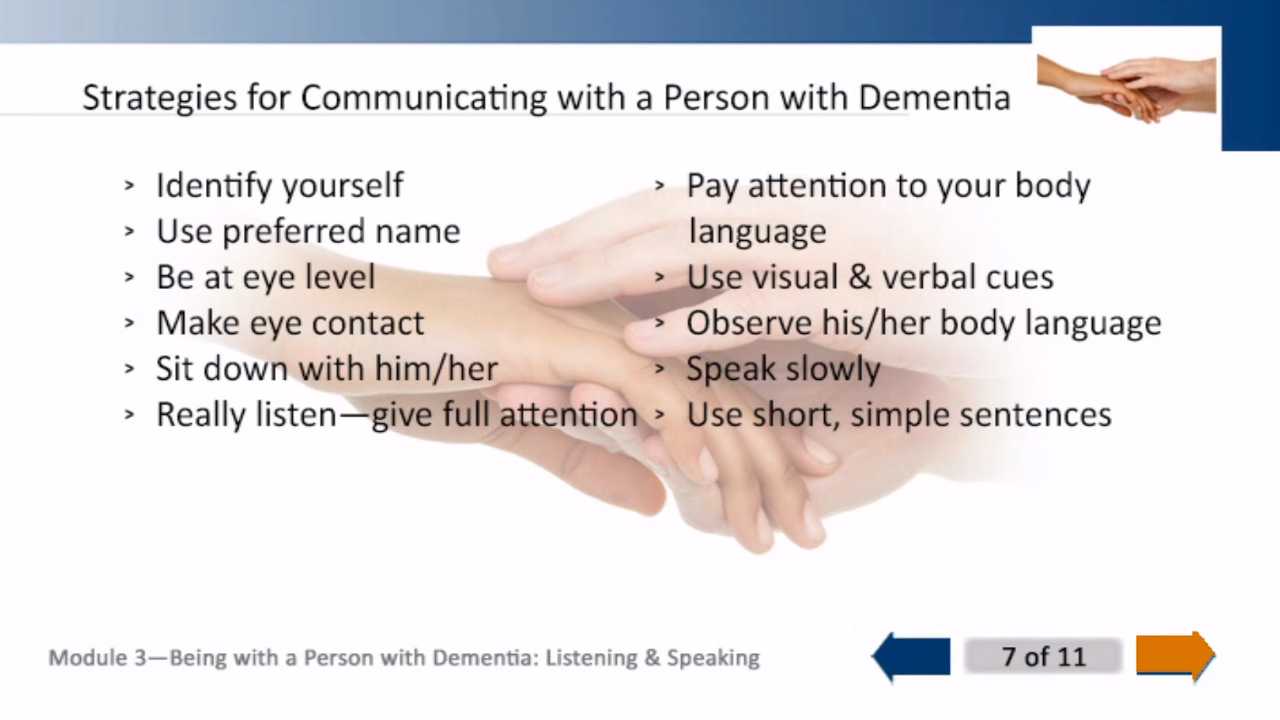 Strategies for Communicating with a Person with Dementia
> Identify yourself
> Use preferred name
> Be at eye level
> Make eye contact
> Sit down with him/her
> Really listen—give full attention
> Pay attention to your body
language
> Use visual & verbal cues
> Observe his/her body language
> Speak slowly
> Use short, simple sentences
Module 3—Being with a Person with Dementia: Listening & Speaking
7 of 11